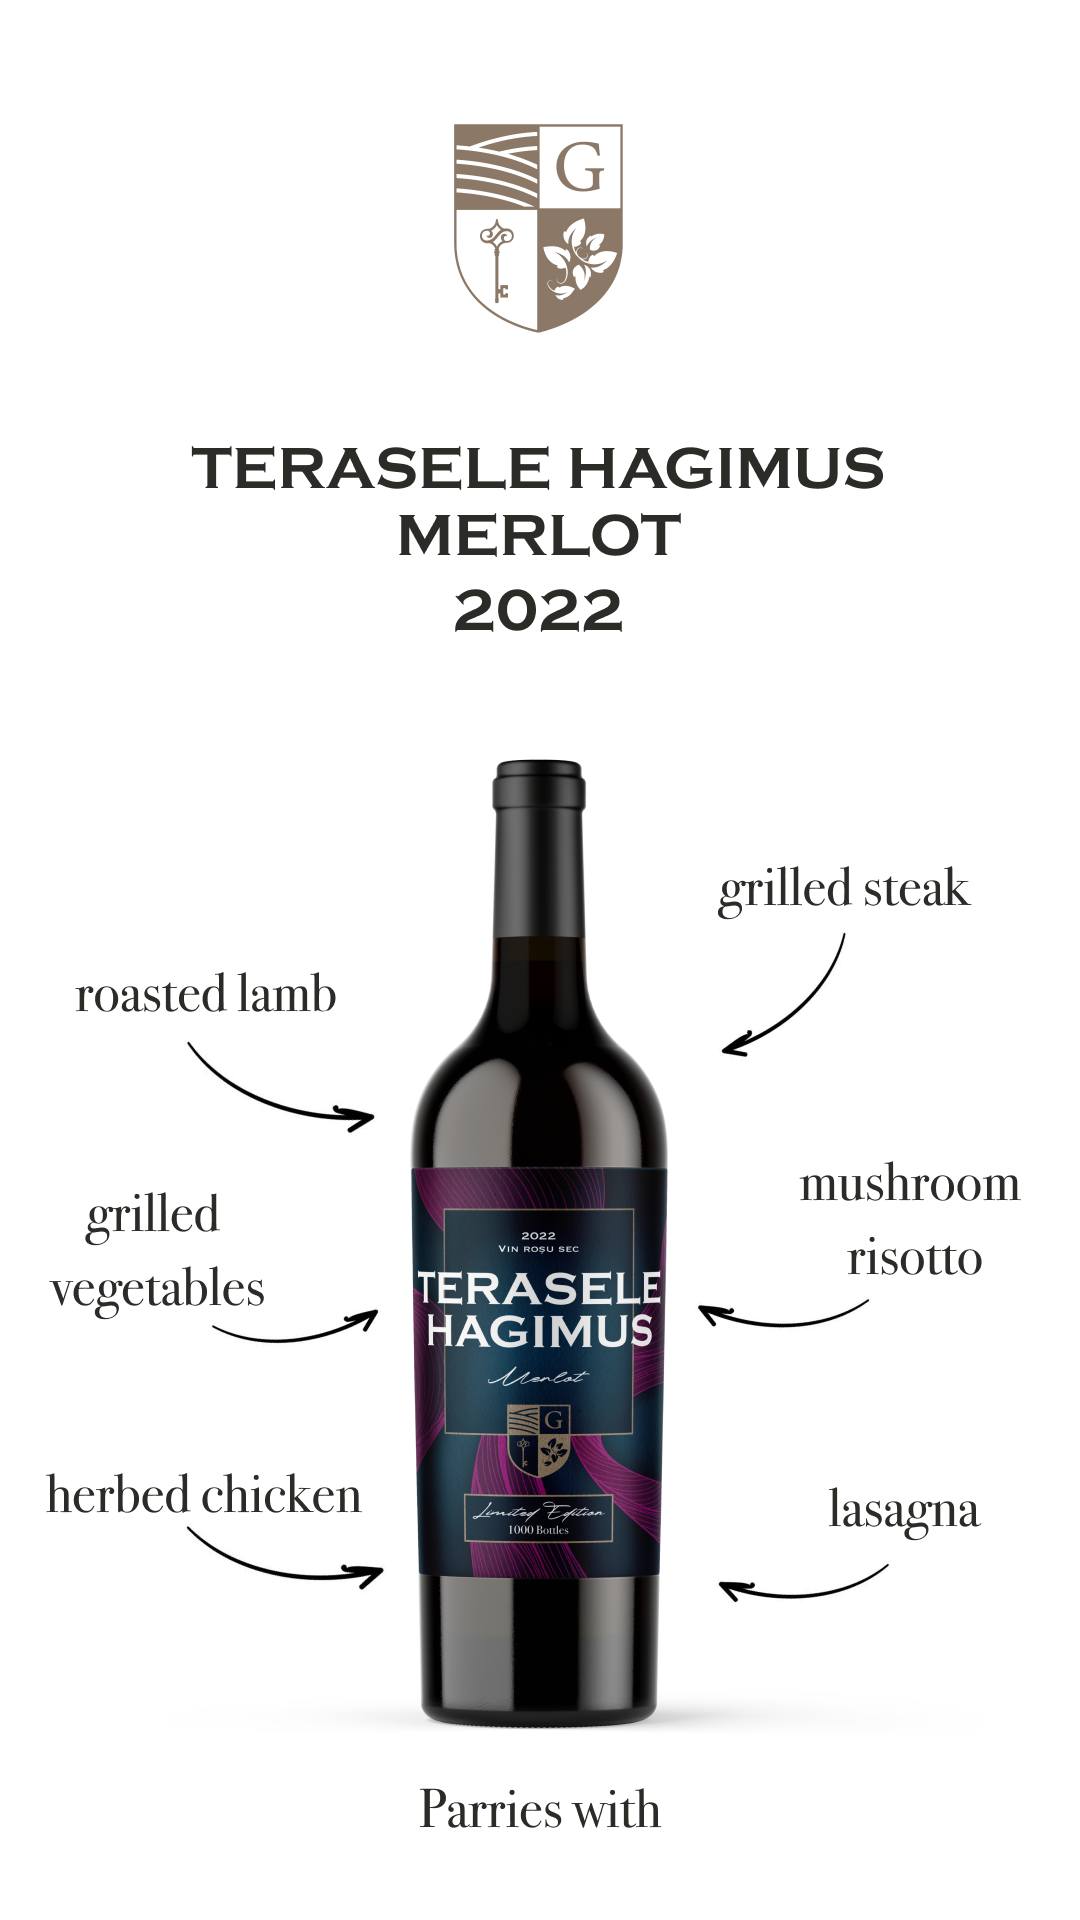 G
TERASELE HAGIMUS
MERLOT
2022
grilled steak
roasted lamb
mushroom
risotto
grilled
vegetables
herbed chicken
lasagna
2022
VIN ROȘU SEC
TERASELE
HAGIMUS
Merlot
G
Limited Edition
1000 Bottles
Parries with